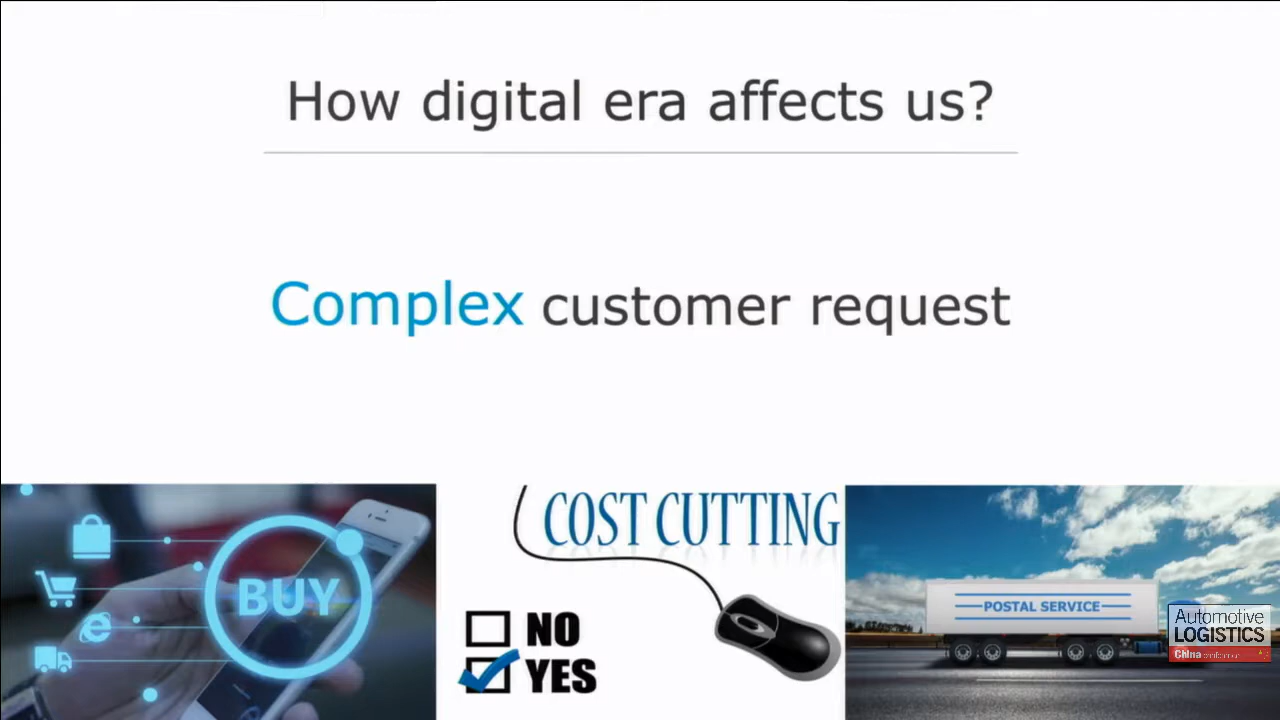 How digital era affects us?
Complex customer request
BUY
COST CUTTING
NO
YES
POSTAL SERVICE
Automotive
LOGISTICS
China